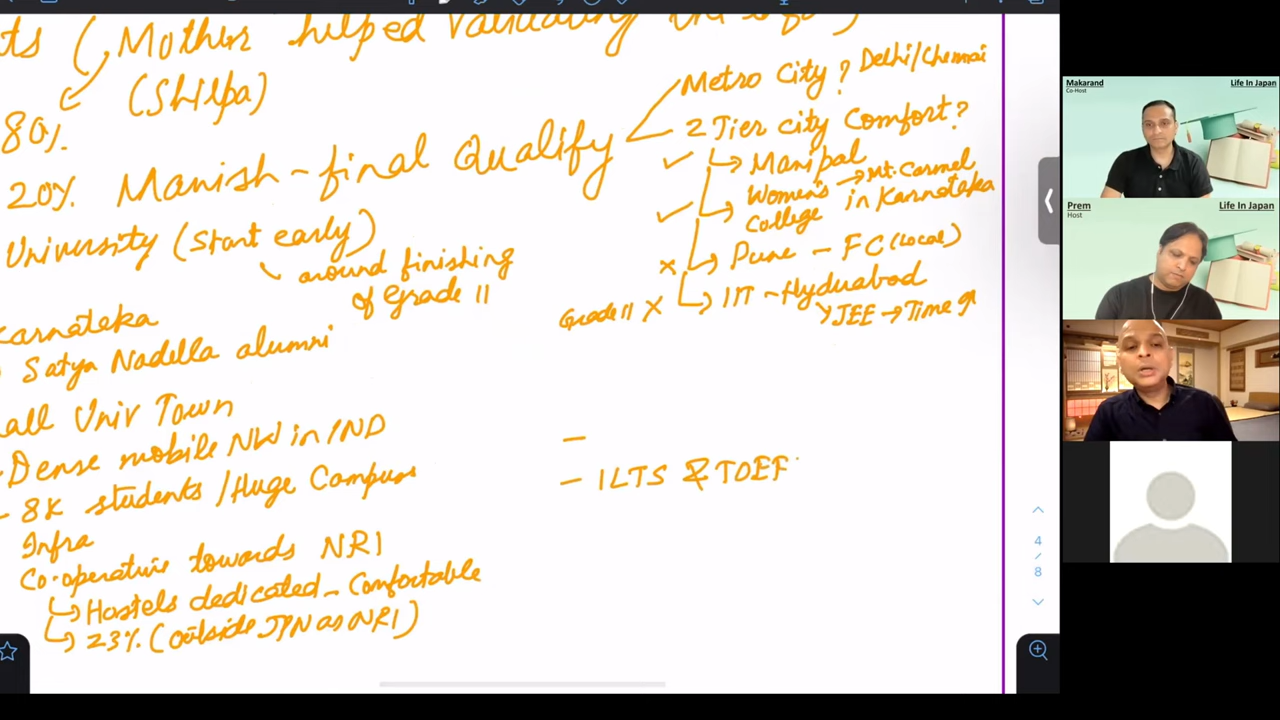 ts (Mother helped validating
(Shilpa)
80%
20% Manish - final Qualify
Metro City ? Delhi/Chennai
2 Tier city Comfort ?
✓ → Manipal
✓ → Women's College → Mt. Carmel in Karnateka
x → Pune - FC (Local)
Grade 11 x → IIT - Hyderabad
JEE → Time
University (start early)
around finishing
of Grade 11
Karnateka
Satya Nadella alumni
all Univ Town
- Dense mobile NW in IND
- 8K students /Huge Campus
Infra
Co-operative towards NRI
→ Hostels dedicated - Comfortable
→ 23% (outside JPN as NRI)
-
- ILTS & TOEF
4
/
8
Makarand
Co-Host
Life In Japan
Prem
Host
Life In Japan